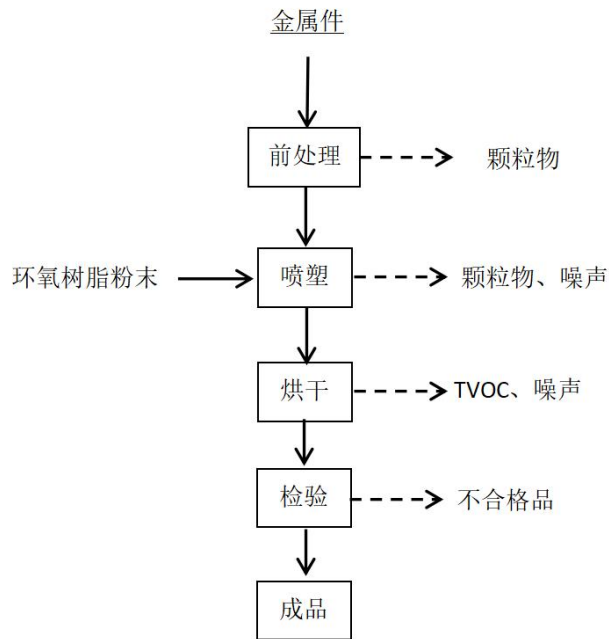 金属件
前处理
颗粒物
环氧树脂粉末
喷塑
颗粒物、噪声
烘干
TVOC、噪声
检验
不合格品
成品